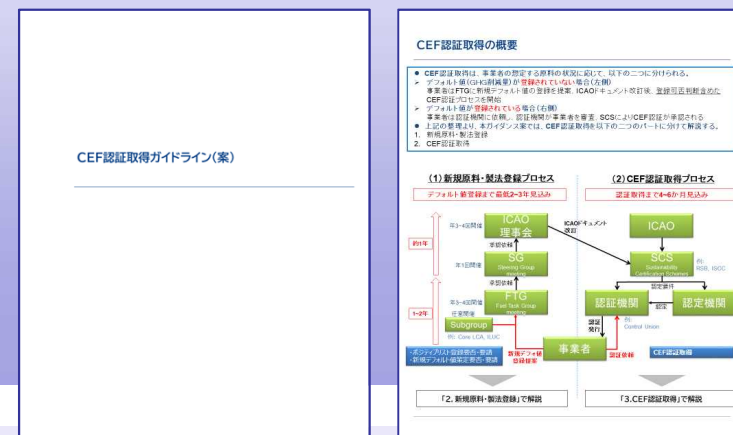 CEF認証取得ガイドライン(案)
CEF認証取得の概要
● CEF認証取得は、事業者の想定する原料の状況に応じて、以下の二つに分けられる。
➢ デフォルト値(GHG削減量)が登録されていない場合(左側)
事業者はFTGに新規デフォルト値の登録を提案、ICAOドキュメント改訂後、登録可否判断含めた
CEF認証プロセスを開始
➢ デフォルト値が登録されている場合(右側)
事業者は認証機関に依頼し、認証機関が事業者を審査、SCSによりCEF認証が承認される
● 上記の整理より、本ガイダンス案では、CEF認証取得を以下の二つのパートに分けて解説する。
1. 新規原料・製法登録
2. CEF認証取得
(1)新規原料・製法登録プロセス
デフォルト値登録まで最低2~3年見込み
約1年
1~2年
年3~4回開催
ICAO
理事会
承認依頼
年1回開催
SG
Steering Group
meeting
承認依頼
年3~4回開催
FTG
Fuel Task Group
meeting
任意開催
Subgroup
例: Core LCA, ILUC
・ポジティブリスト登録要否・要請
・新規デフォルト値策定要否・要請
新規デフォ値
登録提案
事業者
ICAOドキュメント
改訂
(2)CEF認証取得プロセス
認証取得まで4~6か月見込み
ICAO
SCS
Sustainability
Certification Schemes
例:
RSB, ISCC
認定要件
認証機関
認定
認定機関
認証
発行
例:
Control Union
認証依頼
CEF認証取得
「2. 新規原料・製法登録」で解説
「3.CEF認証取得」で解説